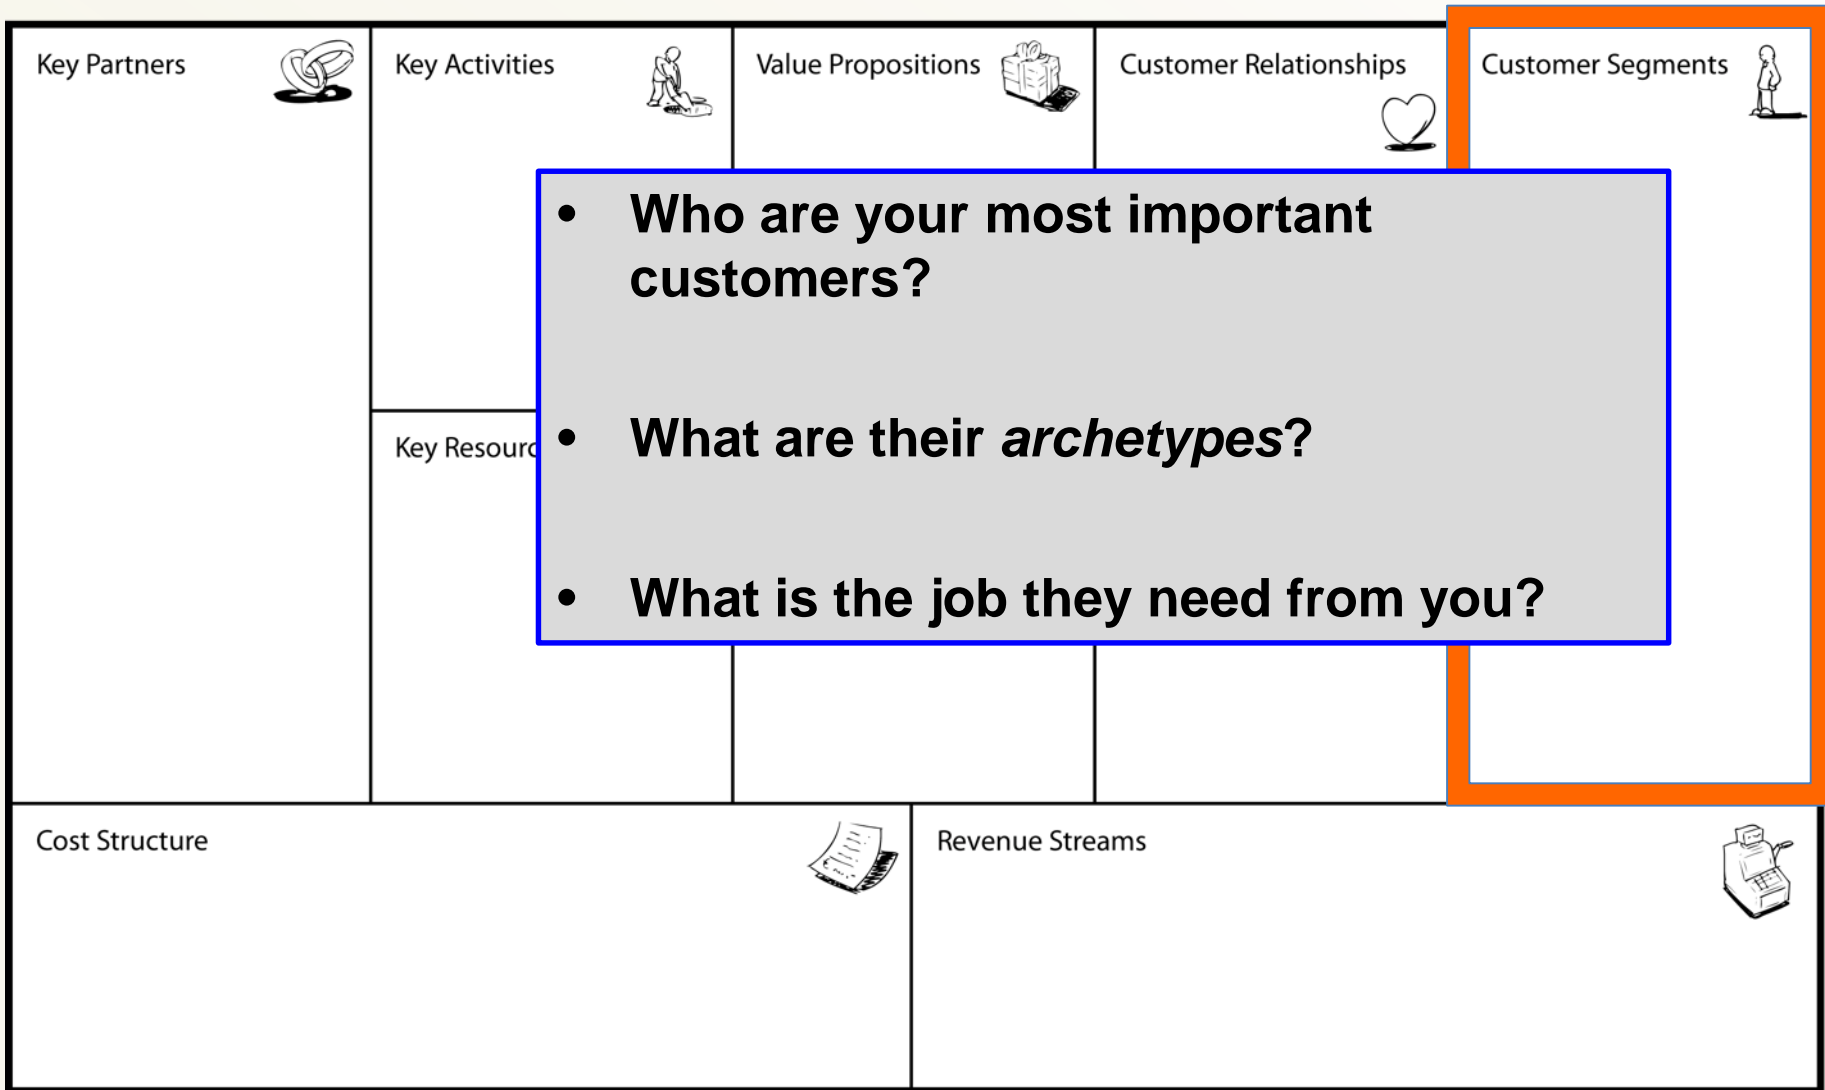 Key Partners
Key Activities
Value Propositions
Customer Relationships
Customer Segments
• Who are your most important
customers?
• What are their archetypes?
• What is the job they need from you?
Key Resourc
Cost Structure
Revenue Streams